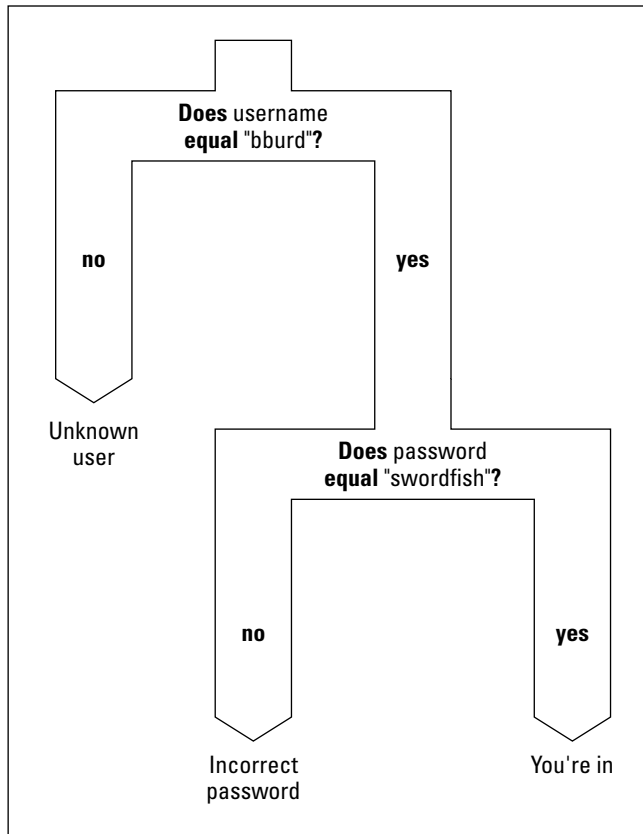 Does username
equal "bburd"?
no
yes
Unknown
user
Does password
equal "swordfish"?
no
yes
Incorrect
password
You're in